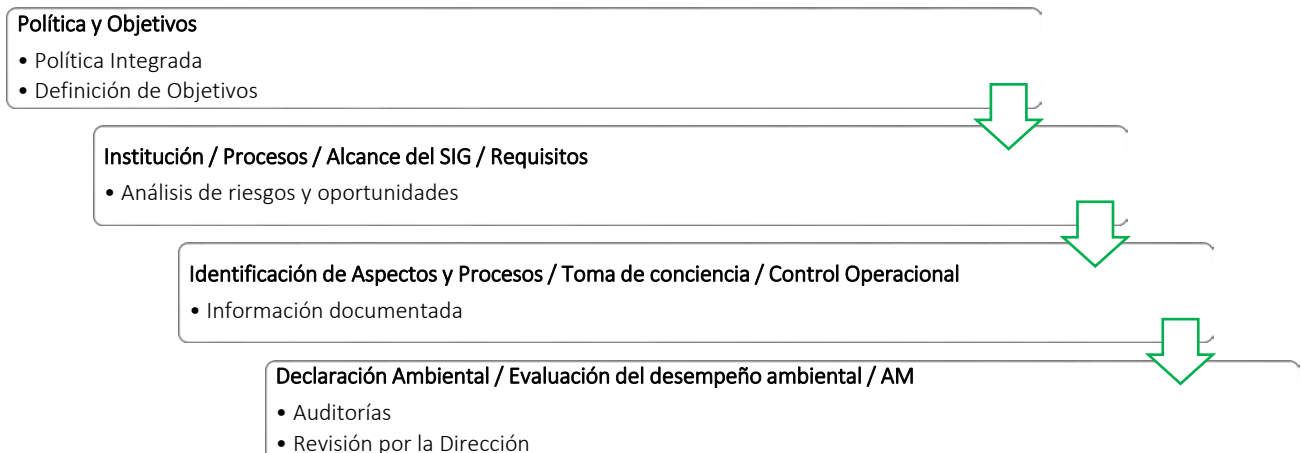 Política y Objetivos
• Política Integrada
• Definición de Objetivos
Institución / Procesos / Alcance del SIG / Requisitos
• Análisis de riesgos y oportunidades
Identificación de Aspectos y Procesos / Toma de conciencia / Control Operacional
• Información documentada
Declaración Ambiental / Evaluación del desempeño ambiental / AM
• Auditorías
• Revisión por la Dirección